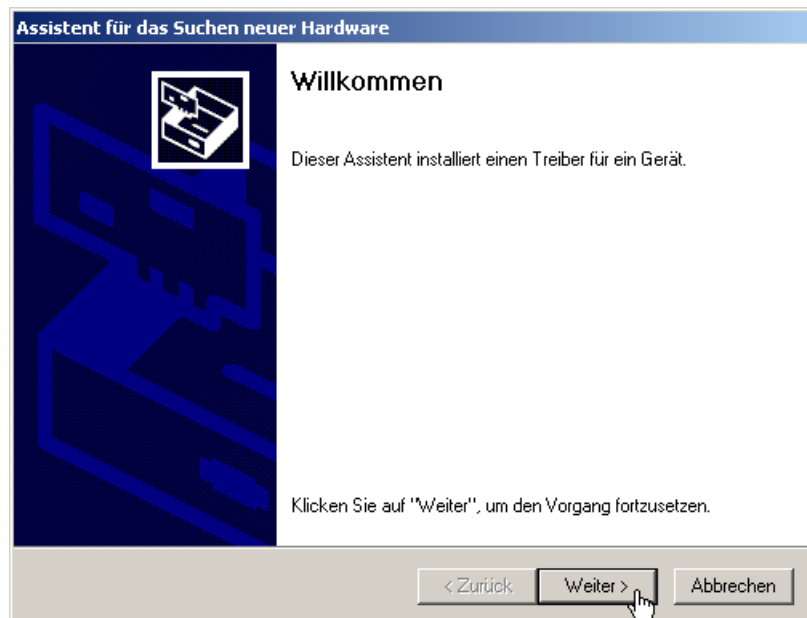 Assistent für das Suchen neuer Hardware
Willkommen
Dieser Assistent installiert einen Treiber für ein Gerät.
Klicken Sie auf "Weiter", um den Vorgang fortzusetzen.
< Zurück Weiter > Abbrechen